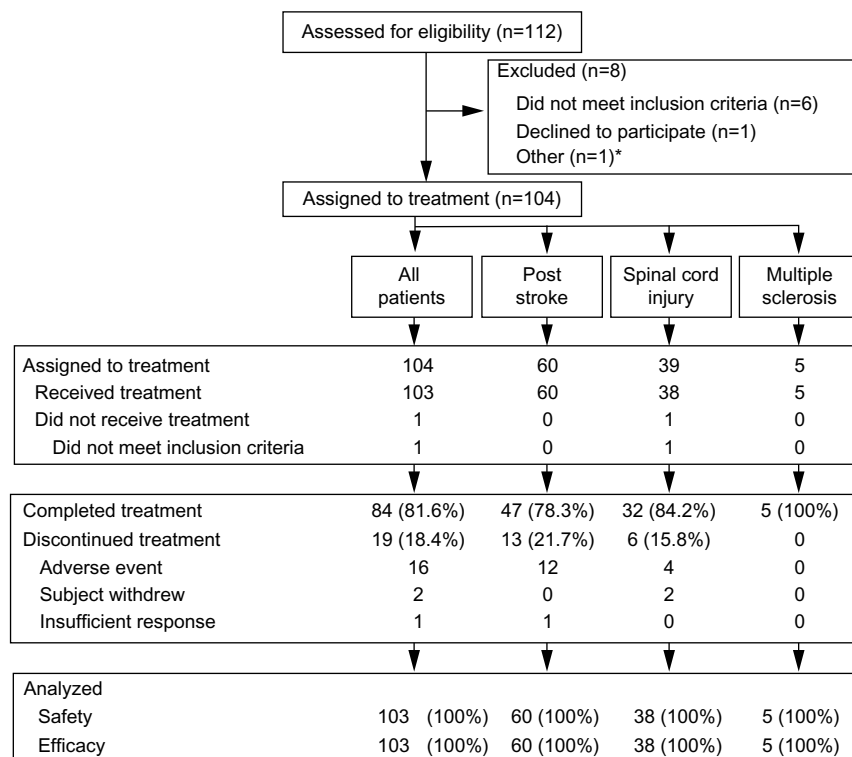 Assessed for eligibility (n=112)
Excluded (n=8)
Did not meet inclusion criteria (n=6)
Declined to participate (n=1)
Other (n=1)*
Assigned to treatment (n=104)
All patients
Post stroke
Spinal cord injury
Multiple sclerosis
Assigned to treatment 104 60 39 5
Received treatment 103 60 38 5
Did not receive treatment 1 0 1 0
Did not meet inclusion criteria 1 0 1 0
Completed treatment 84 (81.6%) 47 (78.3%) 32 (84.2%) 5 (100%)
Discontinued treatment 19 (18.4%) 13 (21.7%) 6 (15.8%) 0
Adverse event 16 12 4 0
Subject withdrew 2 0 2 0
Insufficient response 1 1 0 0
Analyzed
Safety 103 (100%) 60 (100%) 38 (100%) 5 (100%)
Efficacy 103 (100%) 60 (100%) 38 (100%) 5 (100%)